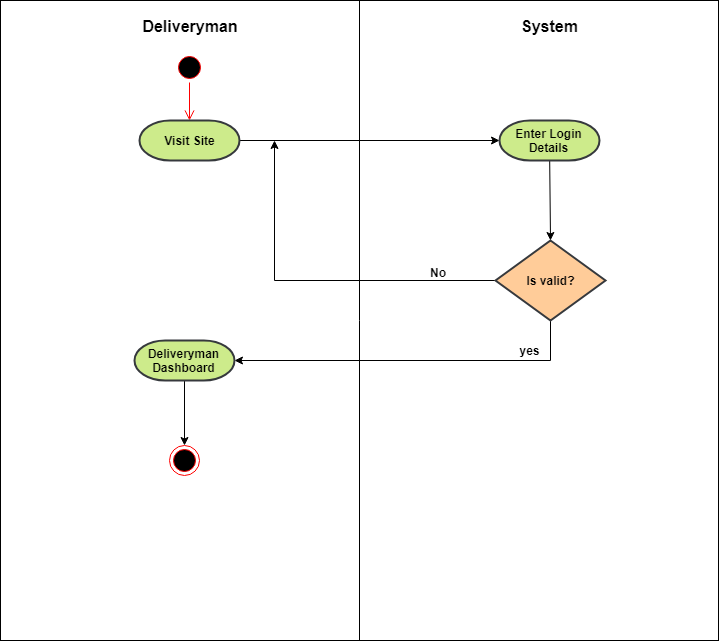 Deliveryman
System
Visit Site
Enter Login
Details
Is valid?
No
yes
Deliveryman
Dashboard